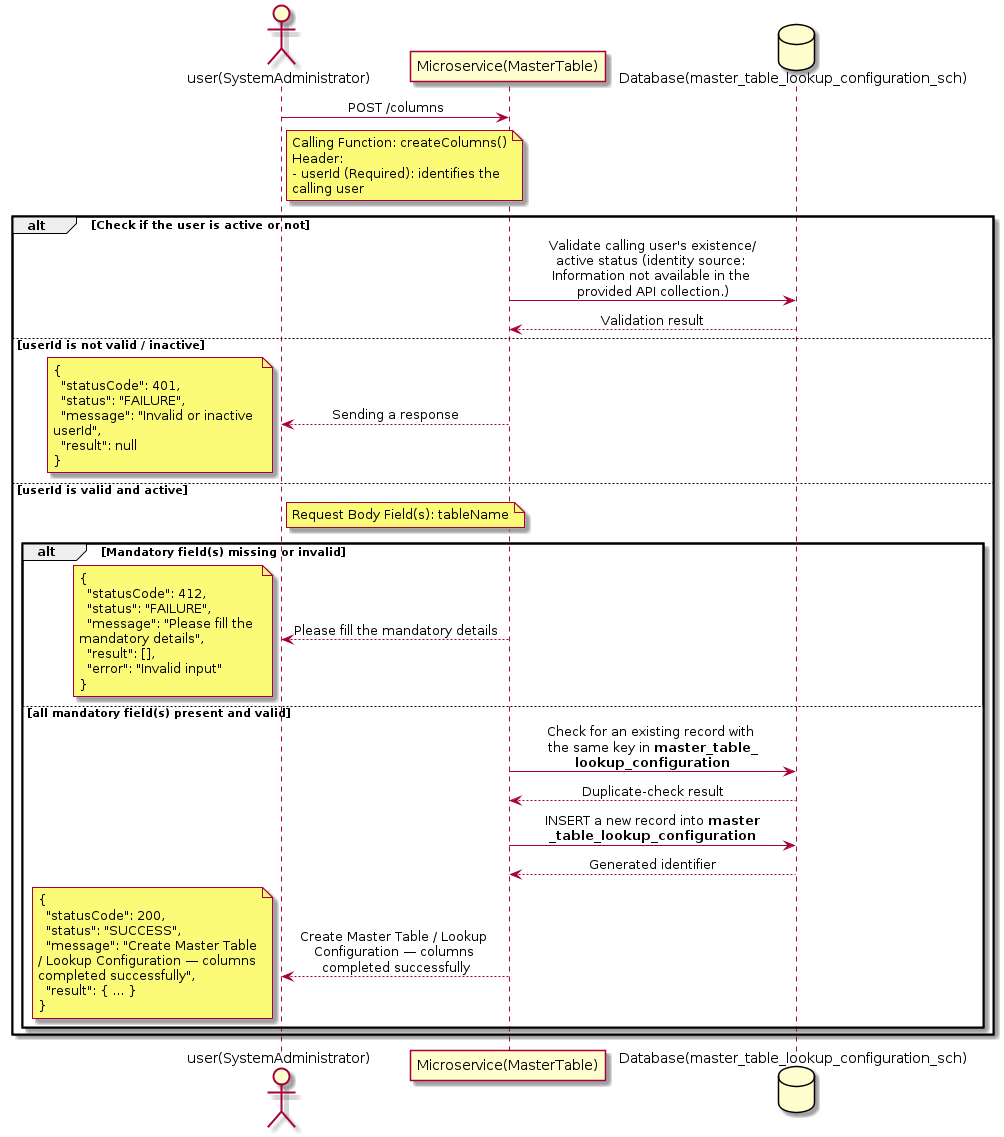 user(SystemAdministrator)
Microservice(MasterTable)
Database(master_table_lookup_configuration_sch)
POST /columns
Calling Function: createColumns()
Header:
- userId (Required): identifies the
calling user
alt
[Check if the user is active or not]
Validate calling user's existence/
active status (identity source:
Information not available in the
provided API collection.)
Validation result
[userId is not valid / inactive]
{
"statusCode": 401,
"status": "FAILURE",
"message": "Invalid or inactive
userId",
"result": null
}
Sending a response
[userId is valid and active]
Request Body Field(s): tableName
alt
[Mandatory field(s) missing or invalid]
{
"statusCode": 412,
"status": "FAILURE",
"message": "Please fill the
mandatory details",
"result": [],
"error": "Invalid input"
}
Please fill the mandatory details
[all mandatory field(s) present and valid]
Check for an existing record with
the same key in master_table_
lookup_configuration
Duplicate-check result
INSERT a new record into master
_table_lookup_configuration
Generated identifier
{
"statusCode": 200,
"status": "SUCCESS",
"message": "Create Master Table
/ Lookup Configuration — columns
completed successfully",
"result": { ... }
}
Create Master Table / Lookup
Configuration — columns
completed successfully
user(SystemAdministrator)
Microservice(MasterTable)
Database(master_table_lookup_configuration_sch)